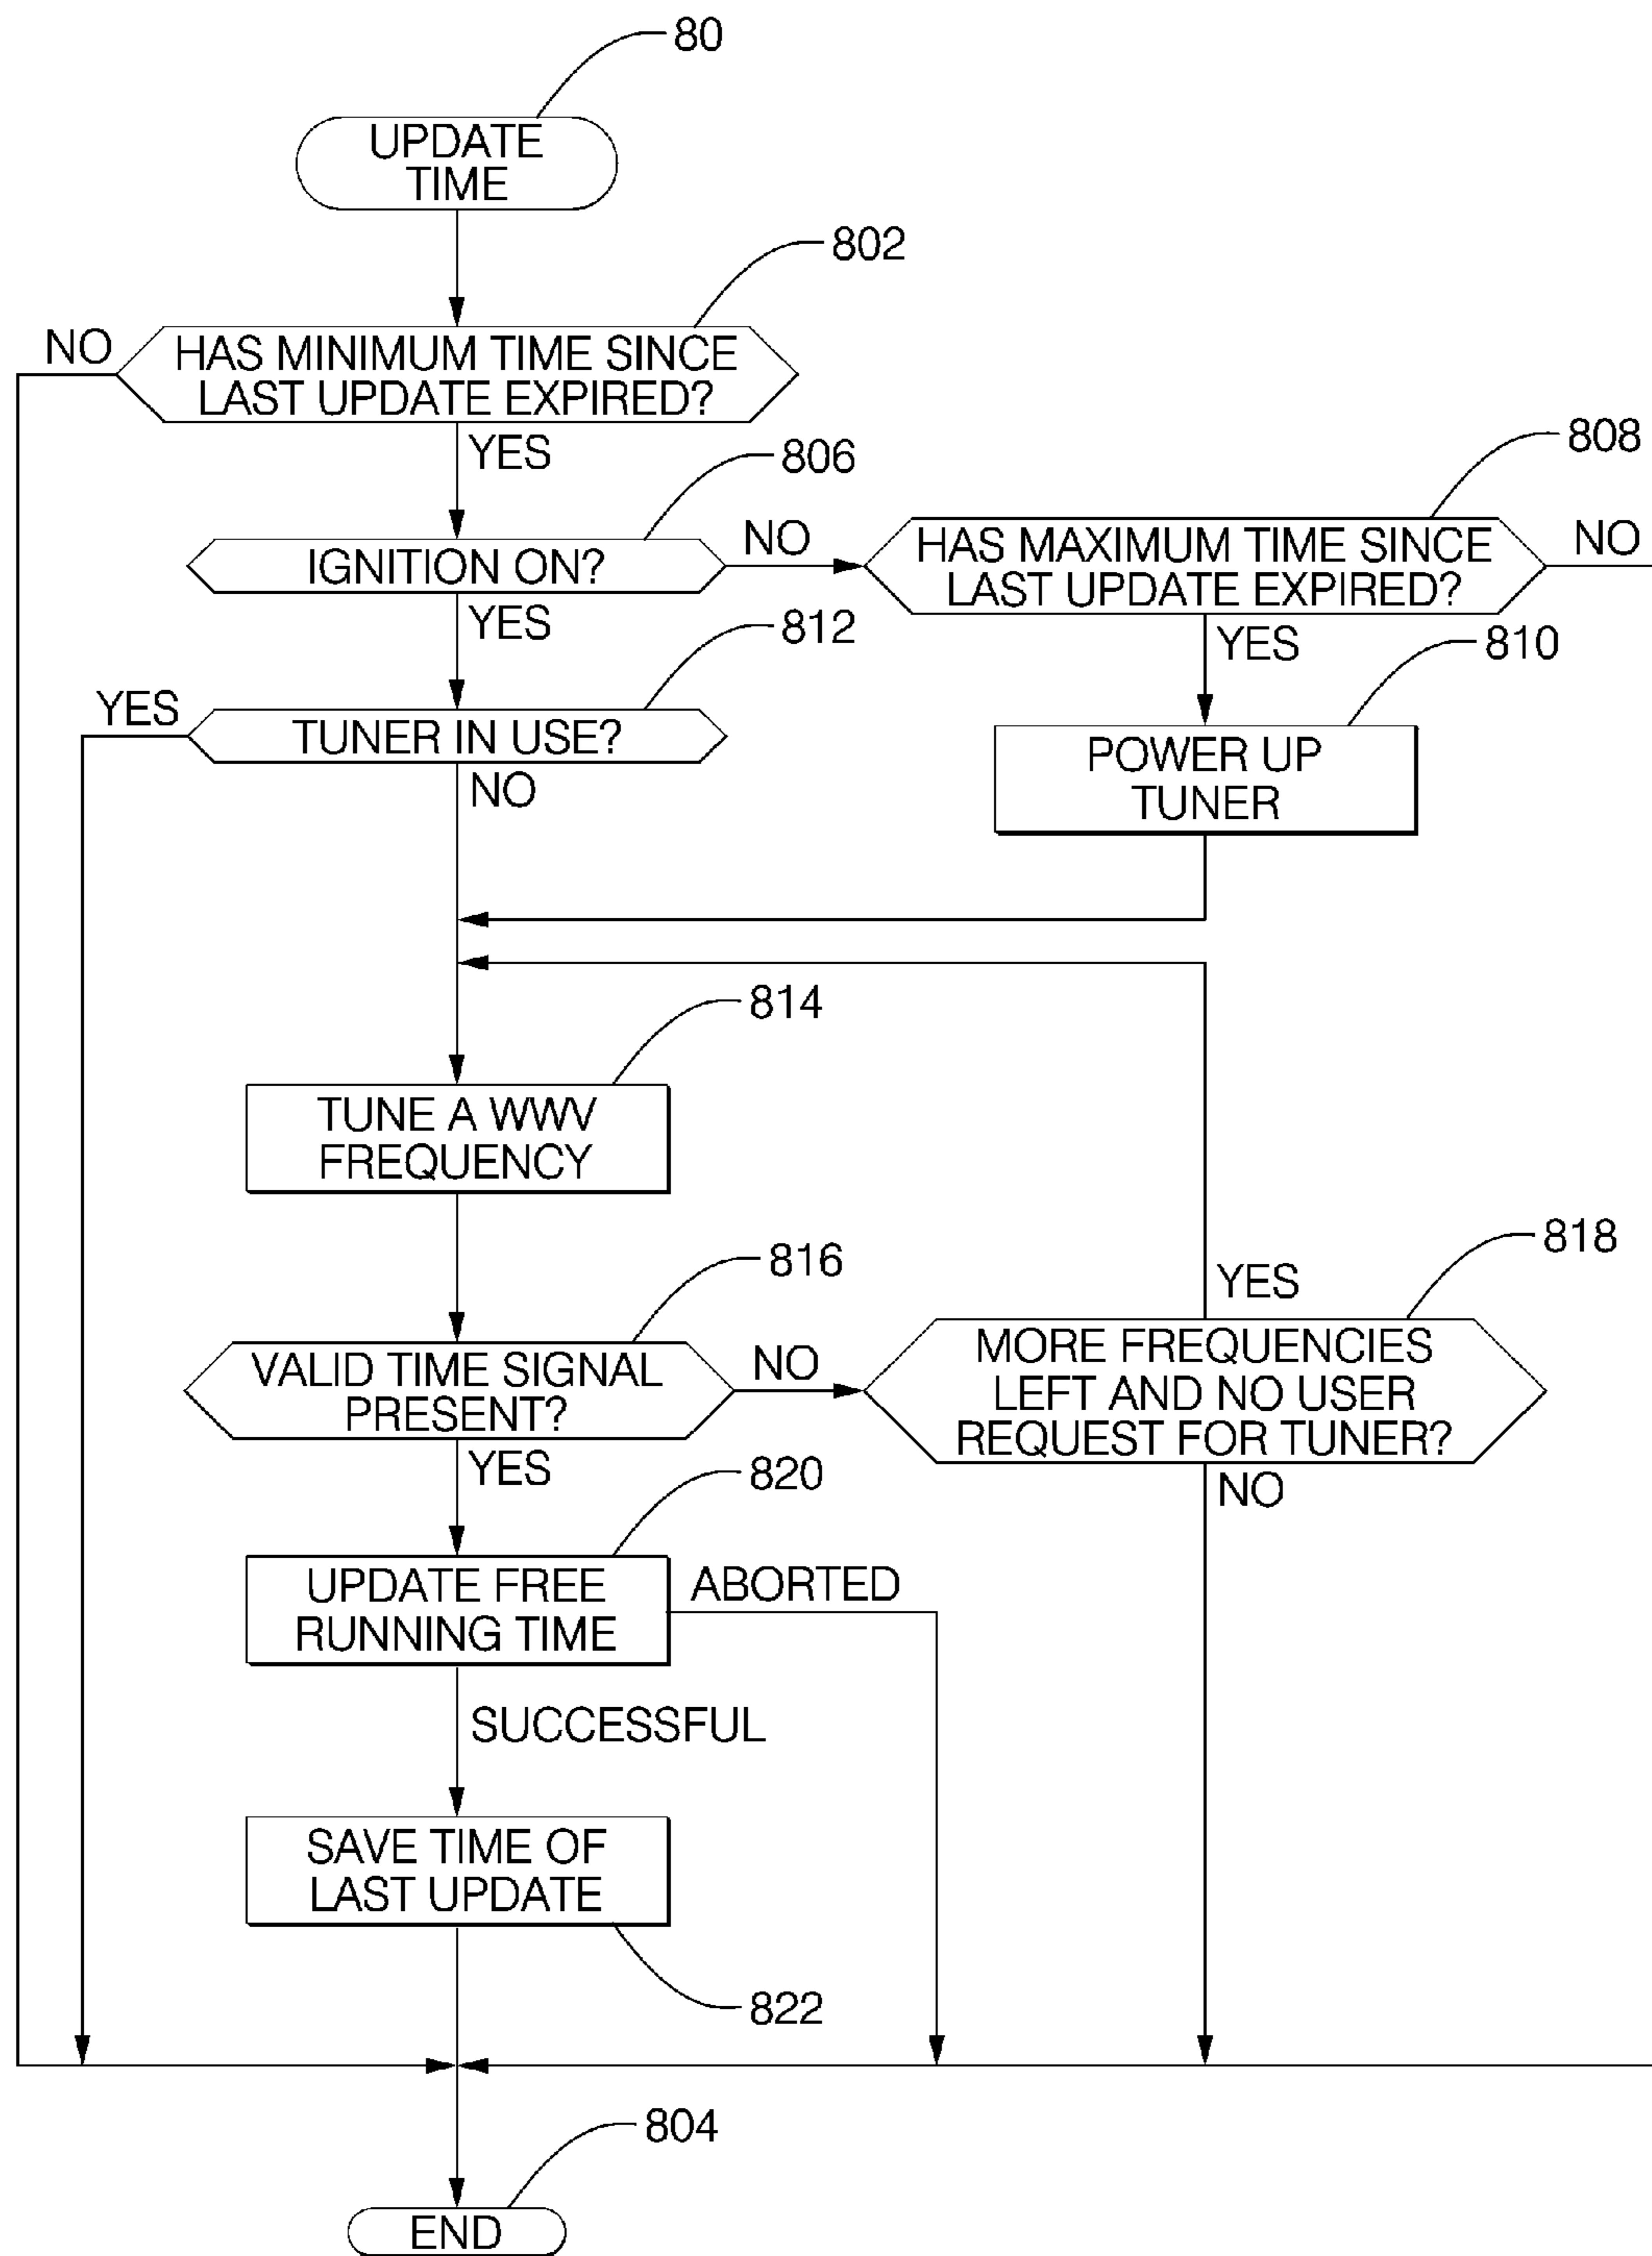 80
UPDATE
TIME
802
NO
HAS MINIMUM TIME SINCE
LAST UPDATE EXPIRED?
YES
806
808
IGNITION ON?
NO
HAS MAXIMUM TIME SINCE
LAST UPDATE EXPIRED?
NO
YES
812
YES
810
YES
TUNER IN USE?
NO
POWER UP
TUNER
814
TUNE A WWV
FREQUENCY
816
818
YES
VALID TIME SIGNAL
PRESENT?
NO
MORE FREQUENCIES
LEFT AND NO USER
REQUEST FOR TUNER?
YES
820
NO
UPDATE FREE
RUNNING TIME
ABORTED
SUCCESSFUL
SAVE TIME OF
LAST UPDATE
822
804
END